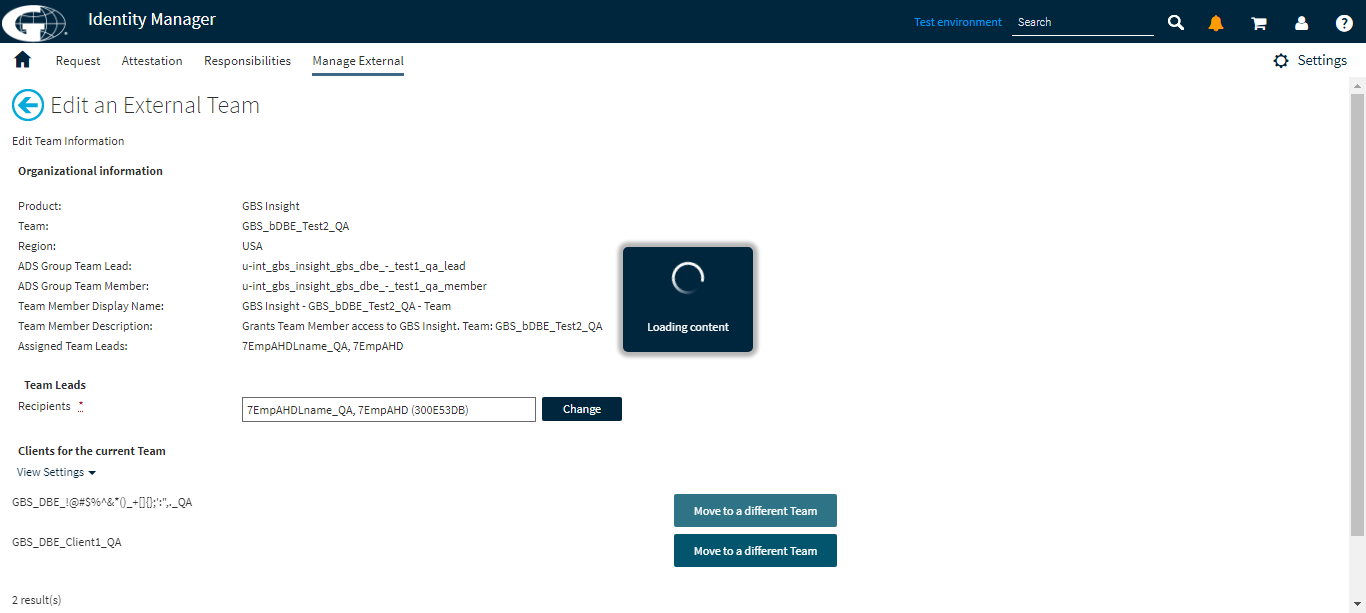 Identity Manager
Test environment
Search
Request Attestation Responsibilities Manage External
Settings
Edit an External Team
Edit Team Information
Organizational information
Product: GBS Insight
Team: GBS_bDBE_Test2_QA
Region: USA
ADS Group Team Lead: u-int_gbs_insight_gbs_dbe_-_test1_qa_lead
ADS Group Team Member: u-int_gbs_insight_gbs_dbe_-_test1_qa_member
Team Member Display Name: GBS Insight - GBS_bDBE_Test2_QA - Team
Team Member Description: Grants Team Member access to GBS Insight. Team: GBS_bDBE_Test2_QA
Assigned Team Leads: 7EmpAHDLname_QA, 7EmpAHD
Loading content
Team Leads
Recipients * 7EmpAHDLname_QA, 7EmpAHD (300E53DB) Change
Clients for the current Team
View Settings
GBS_DBE_!@#$%^&*()_+[]{};':",._QA Move to a different Team
GBS_DBE_Client1_QA Move to a different Team
2 result(s)